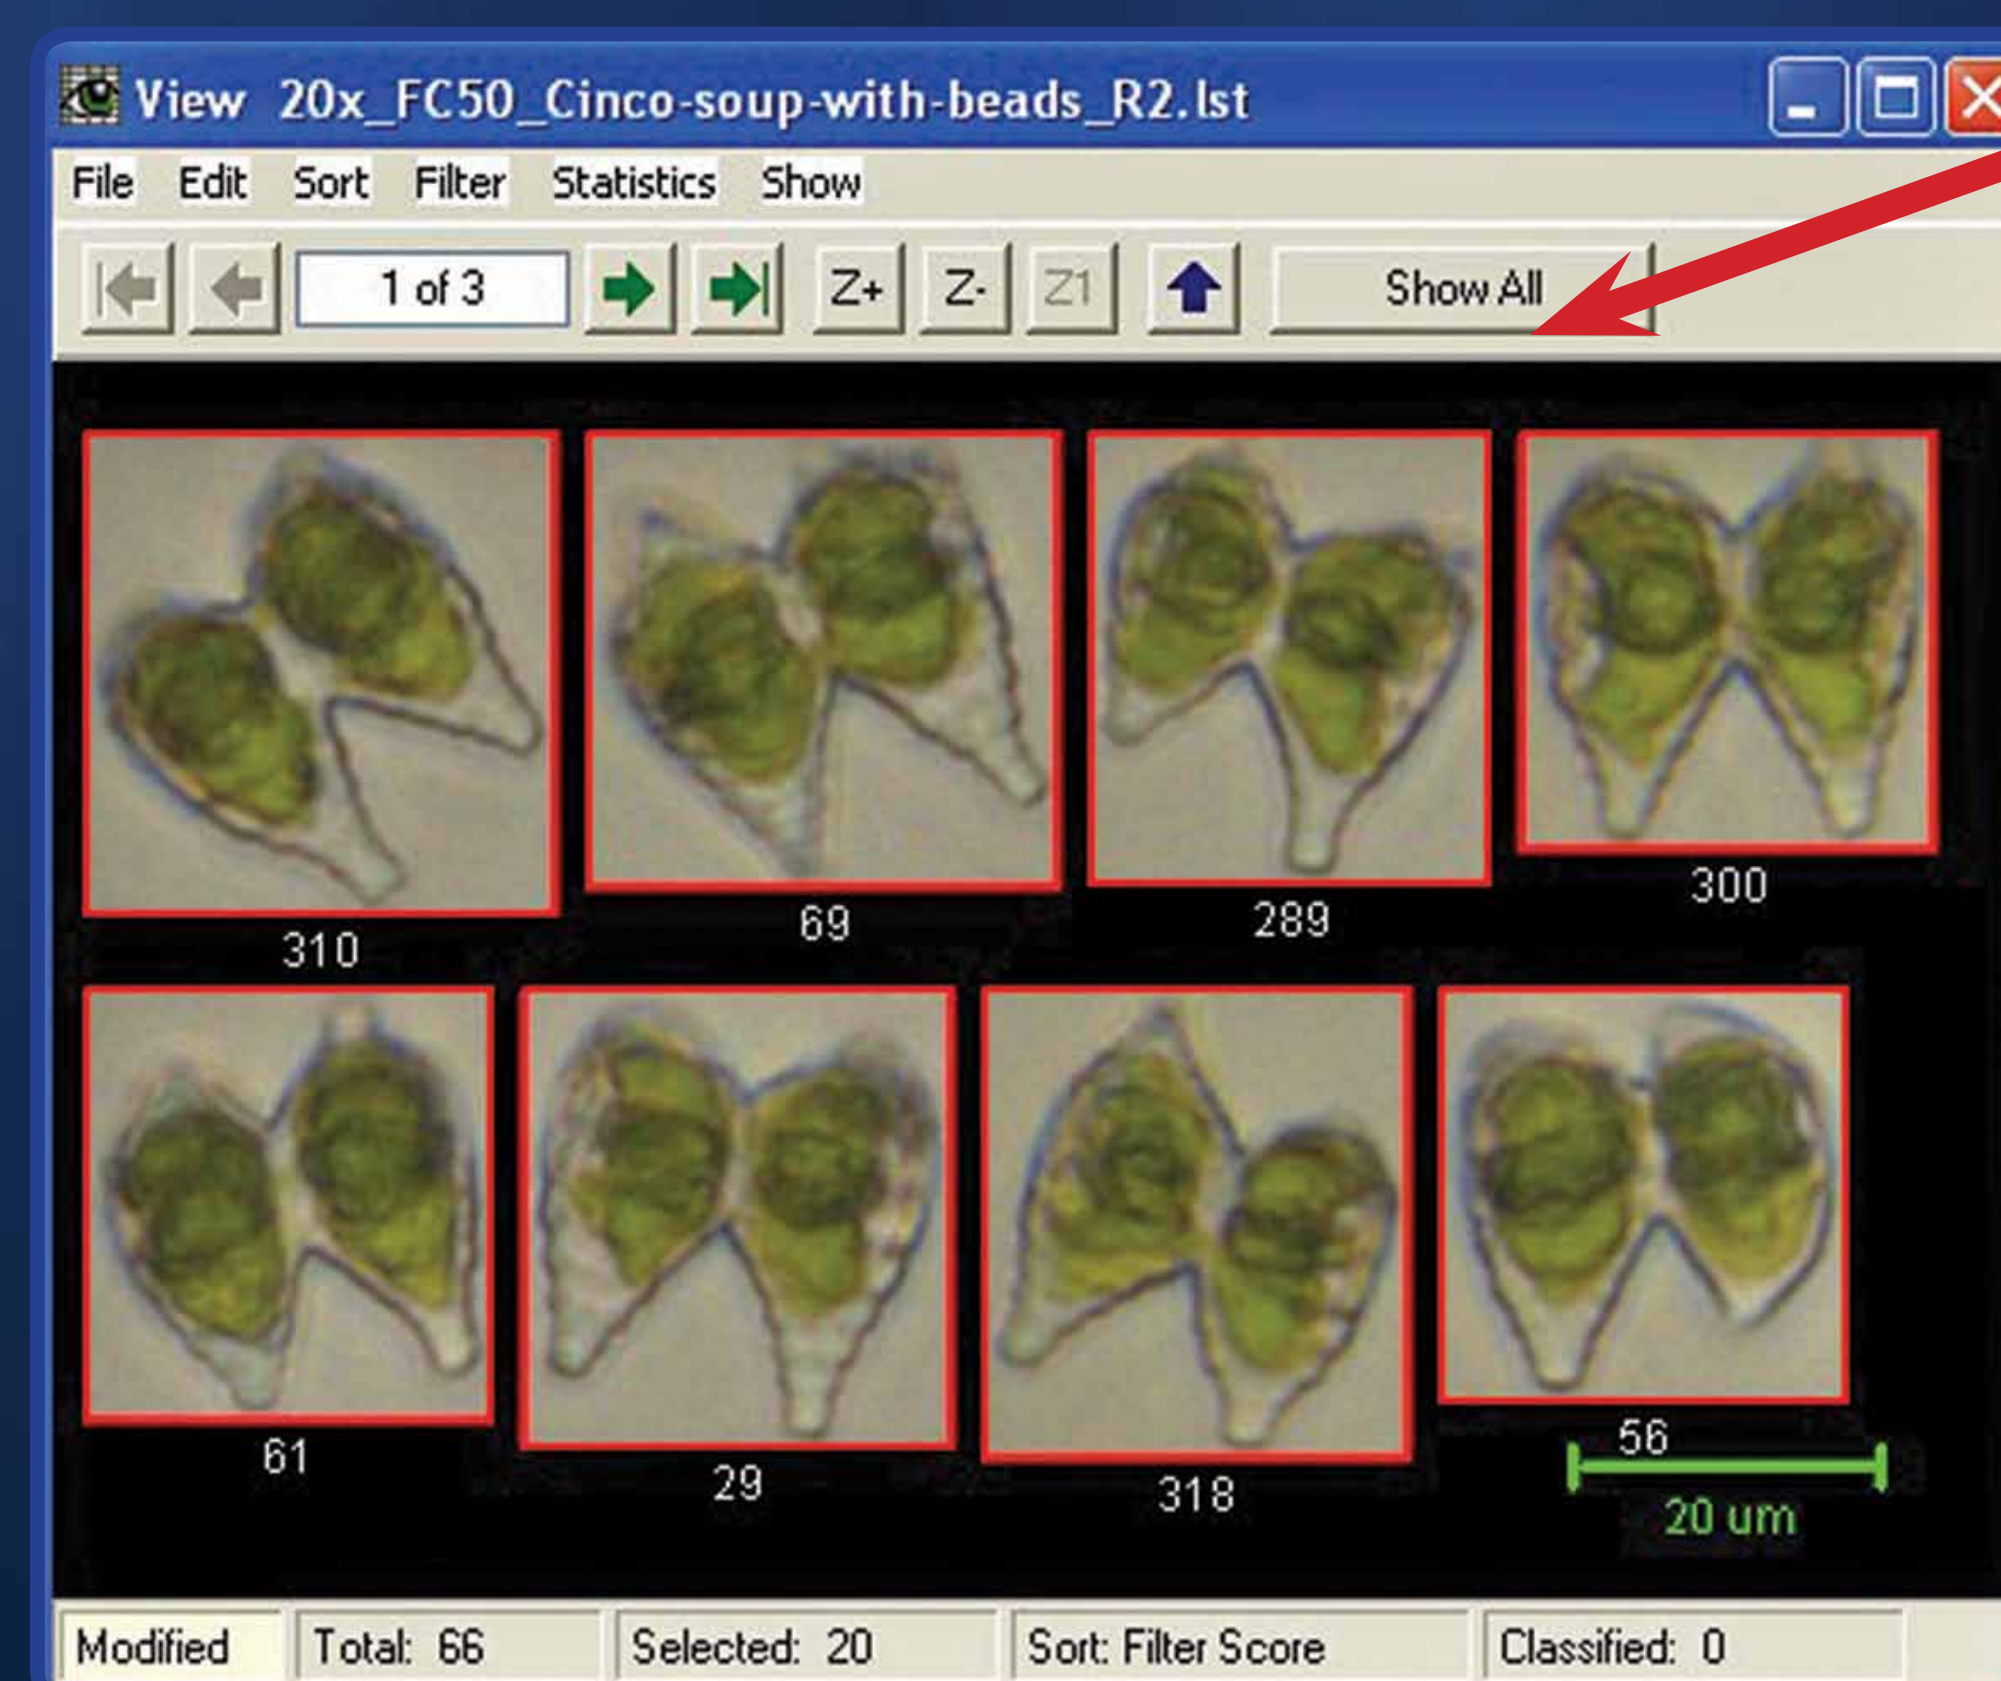 View 20x_FC50_Cinco-soup-with-beads_R2.lst
File Edit Sort Filter Statistics Show
1 of 3 Z+ Z- Z1 Show All
310 69 289 300
61 29 318 56
20 um
Modified Total: 66 Selected: 20 Sort: Filter Score Classified: 0